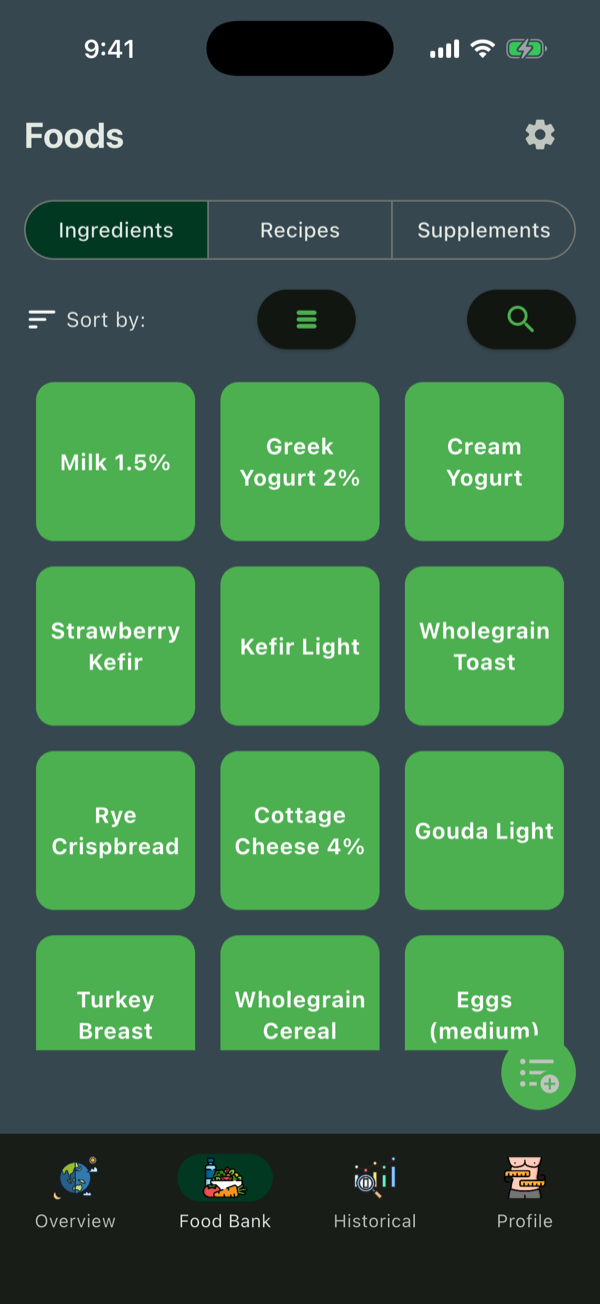 9:41
Foods
Ingredients
Recipes
Supplements
Sort by:
Milk 1.5%
Greek
Yogurt 2%
Cream
Yogurt
Strawberry
Kefir
Kefir Light
Wholegrain
Toast
Rye
Crispbread
Cottage
Cheese 4%
Gouda Light
Turkey
Breast
Wholegrain
Cereal
Eggs
(medium)
Overview
Food Bank
Historical
Profile